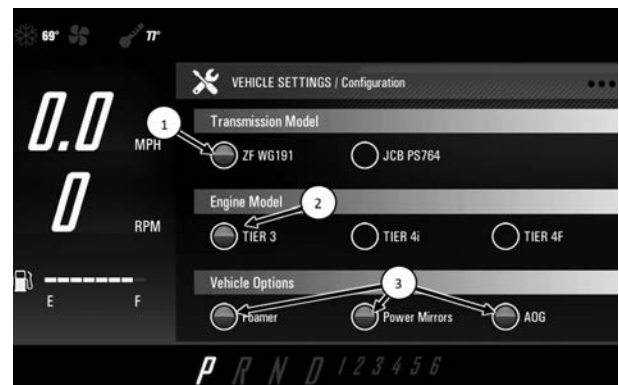 69° 77°
VEHICLE SETTINGS / Configuration
0.0 MPH
1
Transmission Model
ZF WG191 JCB PS764
0 RPM
Engine Model 2
TIER 3 TIER 4i TIER 4F
E F
Vehicle Options 3
Foamer Power Mirrors AOG
P R N D 1 2 3 4 5 6